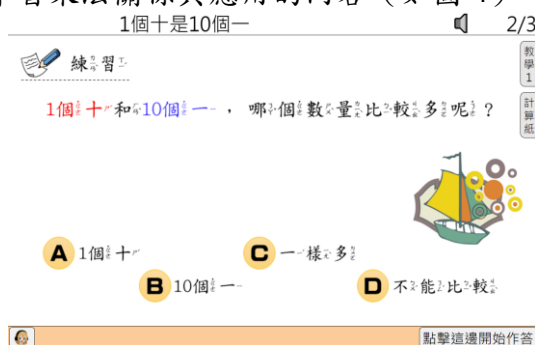 1個十是10個一
2/3
教學1
練習
計算紙
1個十和10個一，哪個數量比較多呢？
A 1個十
C 一樣多
B 10個一
D 不能比較
點擊這邊開始作答